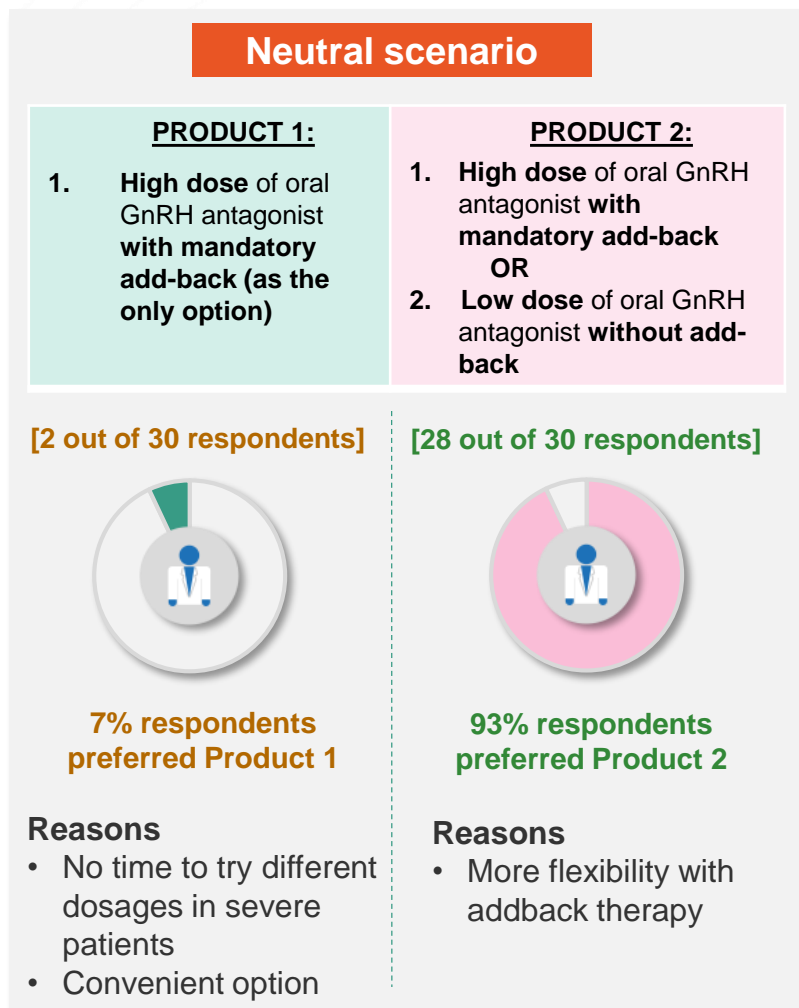 Neutral scenario
PRODUCT 1:
1. High dose of oral
GnRH antagonist
with mandatory
add-back (as the
only option)
PRODUCT 2:
1. High dose of oral GnRH
antagonist with
mandatory add-back
OR
2. Low dose of oral GnRH
antagonist without add-
back
[2 out of 30 respondents]
7% respondents
preferred Product 1
Reasons
• No time to try different
dosages in severe
patients
• Convenient option
[28 out of 30 respondents]
93% respondents
preferred Product 2
Reasons
• More flexibility with
addback therapy